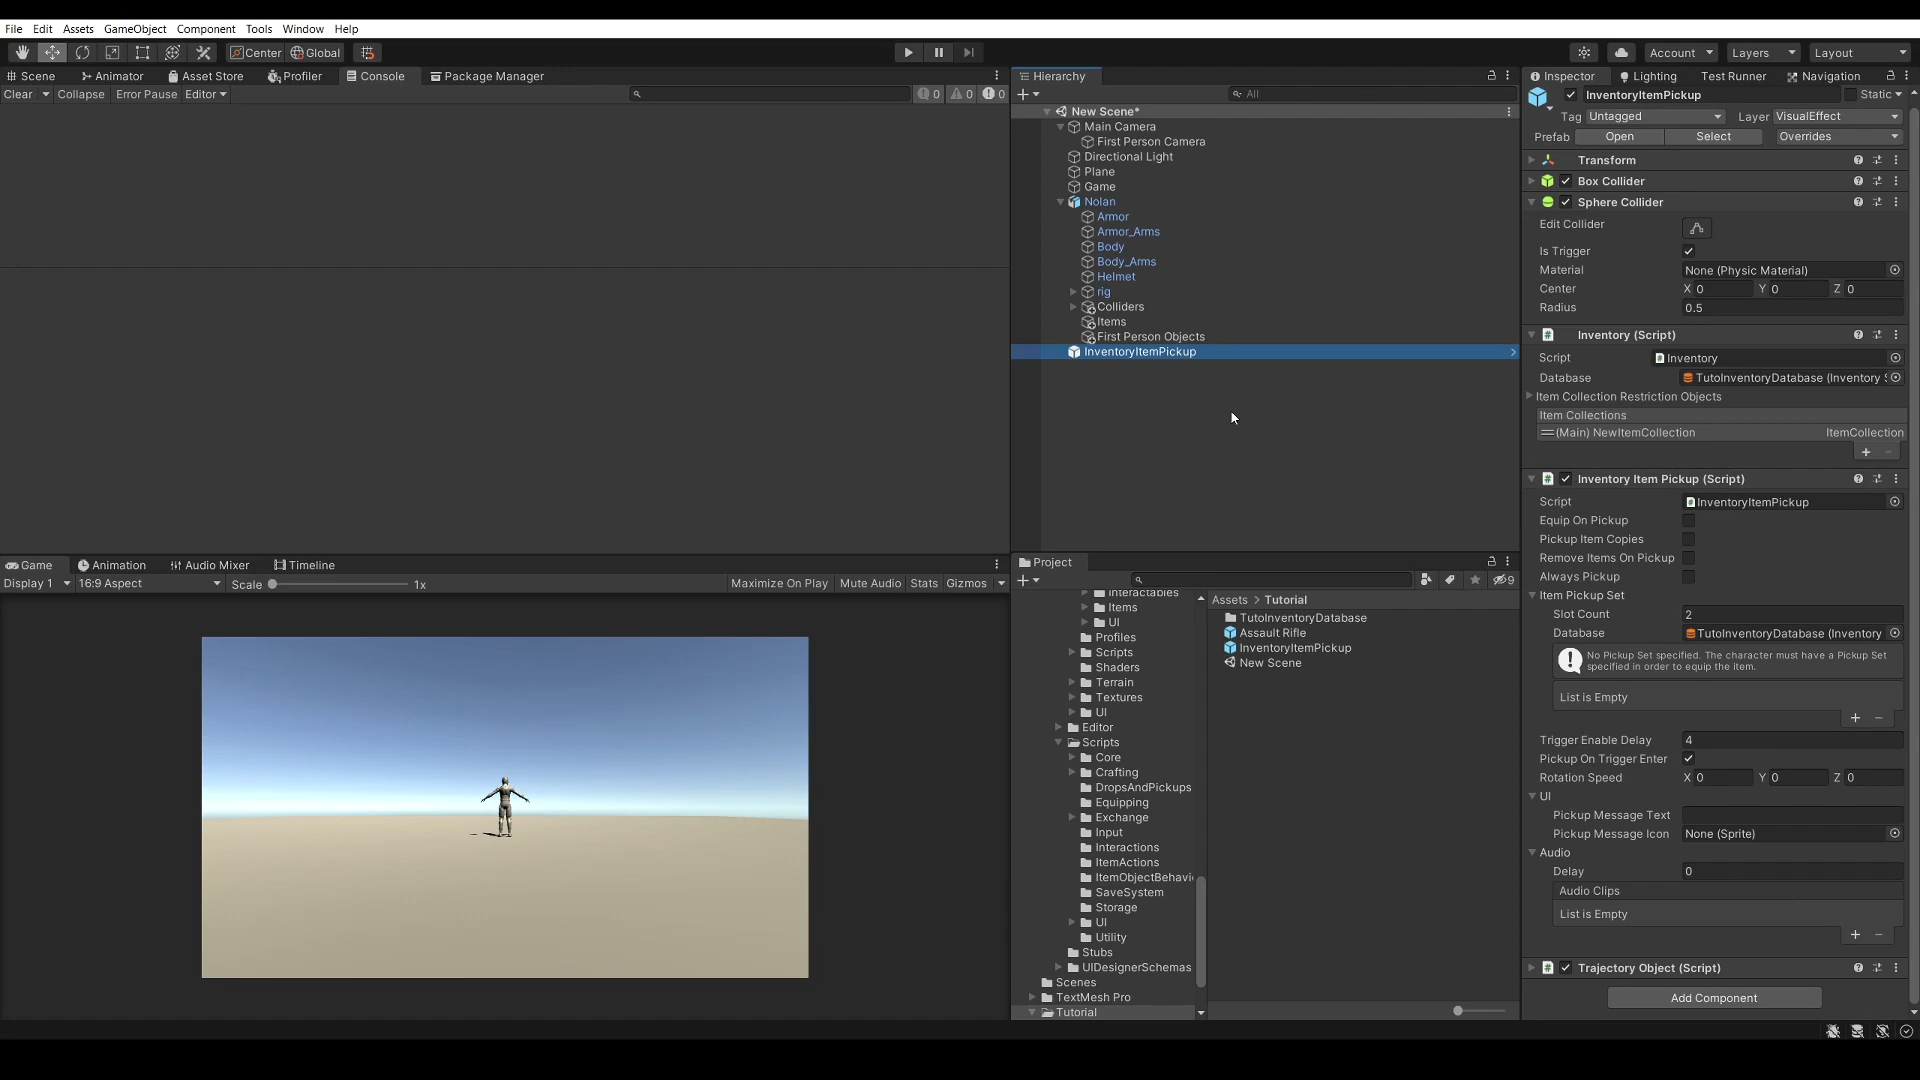 File Edit Assets GameObject Component Tools Window Help
Center Global
Account Layers Layout
Scene Animator Asset Store Profiler Console Package Manager
Clear Collapse Error Pause Editor
0 0 0
Hierarchy
All
New Scene*
Main Camera
First Person Camera
Directional Light
Plane
Game
Nolan
Armor
Armor_Arms
Body
Body_Arms
Helmet
rig
Colliders
Items
First Person Objects
InventoryItemPickup
Game Animation Audio Mixer Timeline
Display 1 16:9 Aspect Scale 1x Maximize On Play Mute Audio Stats Gizmos
Project
9
Interactables
Items
UI
Profiles
Scripts
Shaders
Terrain
Textures
UI
Editor
Scripts
Core
Crafting
DropsAndPickups
Equipping
Exchange
Input
Interactions
ItemActions
ItemObjectBehavi
SaveSystem
Storage
UI
Utility
Stubs
UIDesignerSchemas
Scenes
TextMesh Pro
Tutorial
Assets > Tutorial
TutoInventoryDatabase
Assault Rifle
InventoryItemPickup
New Scene
Inspector Lighting Test Runner Navigation
InventoryItemPickup Static
Tag Untagged Layer VisualEffect
Prefab Open Select Overrides
Transform
Box Collider
Sphere Collider
Edit Collider
Is Trigger
Material None (Physic Material)
Center X 0 Y 0 Z 0
Radius 0.5
Inventory (Script)
Script Inventory
Database TutoInventoryDatabase (Inventory S
Item Collection Restriction Objects
Item Collections
(Main) NewItemCollection ItemCollection
Inventory Item Pickup (Script)
Script InventoryItemPickup
Equip On Pickup
Pickup Item Copies
Remove Items On Pickup
Always Pickup
Item Pickup Set
Slot Count 2
Database TutoInventoryDatabase (Inventory
No Pickup Set specified. The character must have a Pickup Set
specified in order to equip the item.
List is Empty
Trigger Enable Delay 4
Pickup On Trigger Enter
Rotation Speed X 0 Y 0 Z 0
UI
Pickup Message Text
Pickup Message Icon None (Sprite)
Audio
Delay 0
Audio Clips
List is Empty
Trajectory Object (Script)
Add Component